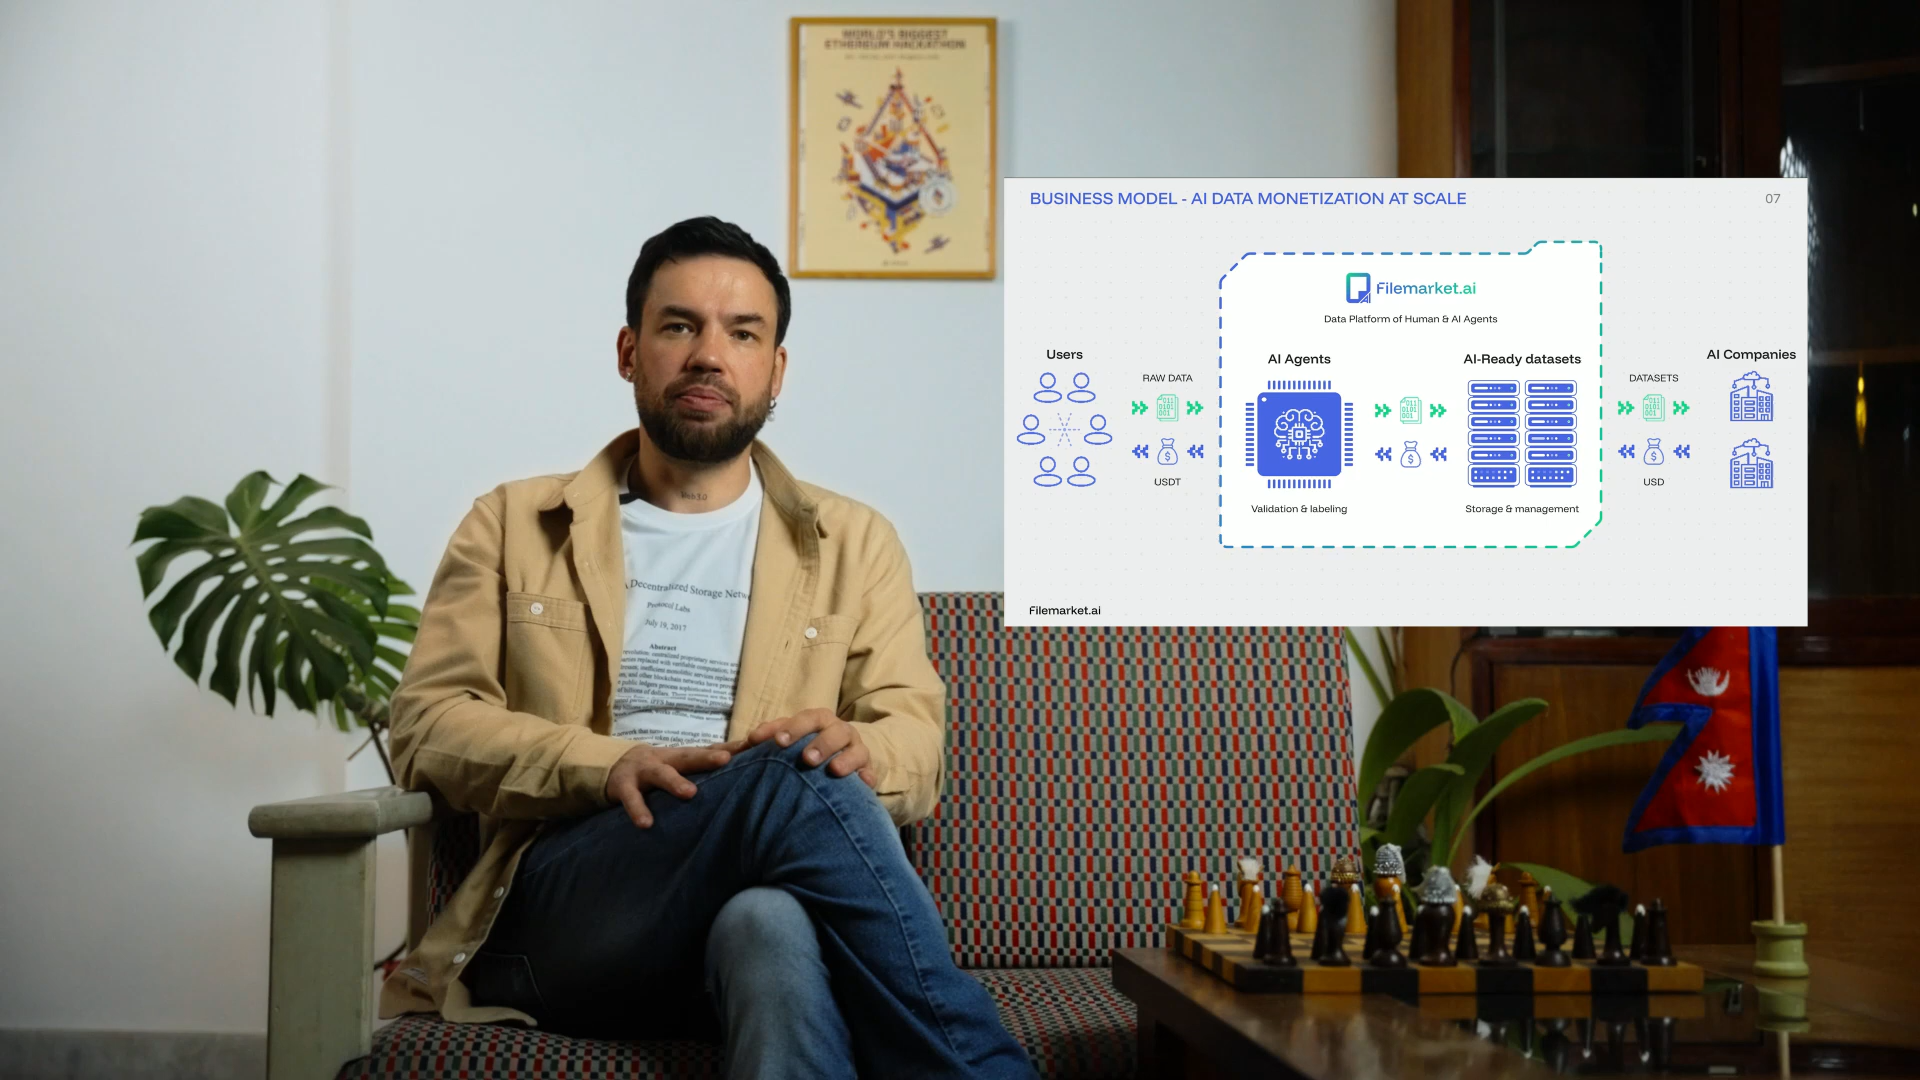 WORLD'S BIGGEST
ETHEREUM HACKATHON
BUSINESS MODEL - AI DATA MONETIZATION AT SCALE
07
Filemarket.ai
Data Platform of Human & AI Agents
Users
AI Agents
AI-Ready datasets
AI Companies
RAW DATA
DATASETS
USDT
USD
Validation & labeling
Storage & management
Filemarket.ai
Web3.0
Decentralized Storage Netw
Protocol Labs
July 19, 2017
Abstract